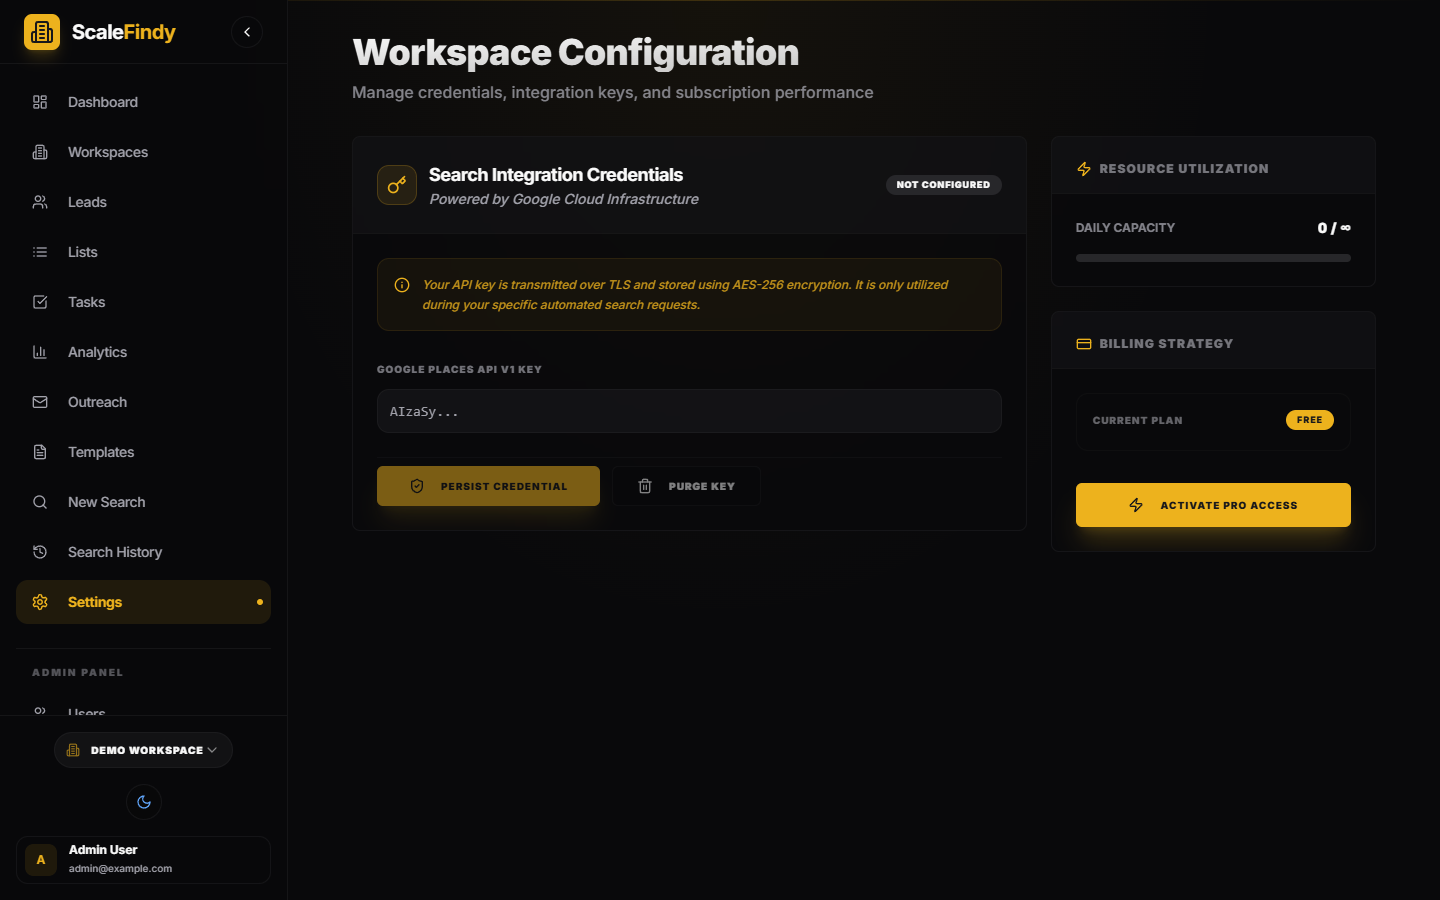 ScaleFindy
Dashboard
Workspaces
Leads
Lists
Tasks
Analytics
Outreach
Templates
New Search
Search History
Settings
ADMIN PANEL
Users
DEMO WORKSPACE
A
Admin User
admin@example.com
Workspace Configuration
Manage credentials, integration keys, and subscription performance
Search Integration Credentials
Powered by Google Cloud Infrastructure
NOT CONFIGURED
Your API key is transmitted over TLS and stored using AES-256 encryption. It is only utilized
during your specific automated search requests.
GOOGLE PLACES API V1 KEY
AIzaSy...
PERSIST CREDENTIAL
PURGE KEY
RESOURCE UTILIZATION
DAILY CAPACITY
0 / ∞
BILLING STRATEGY
CURRENT PLAN
FREE
ACTIVATE PRO ACCESS